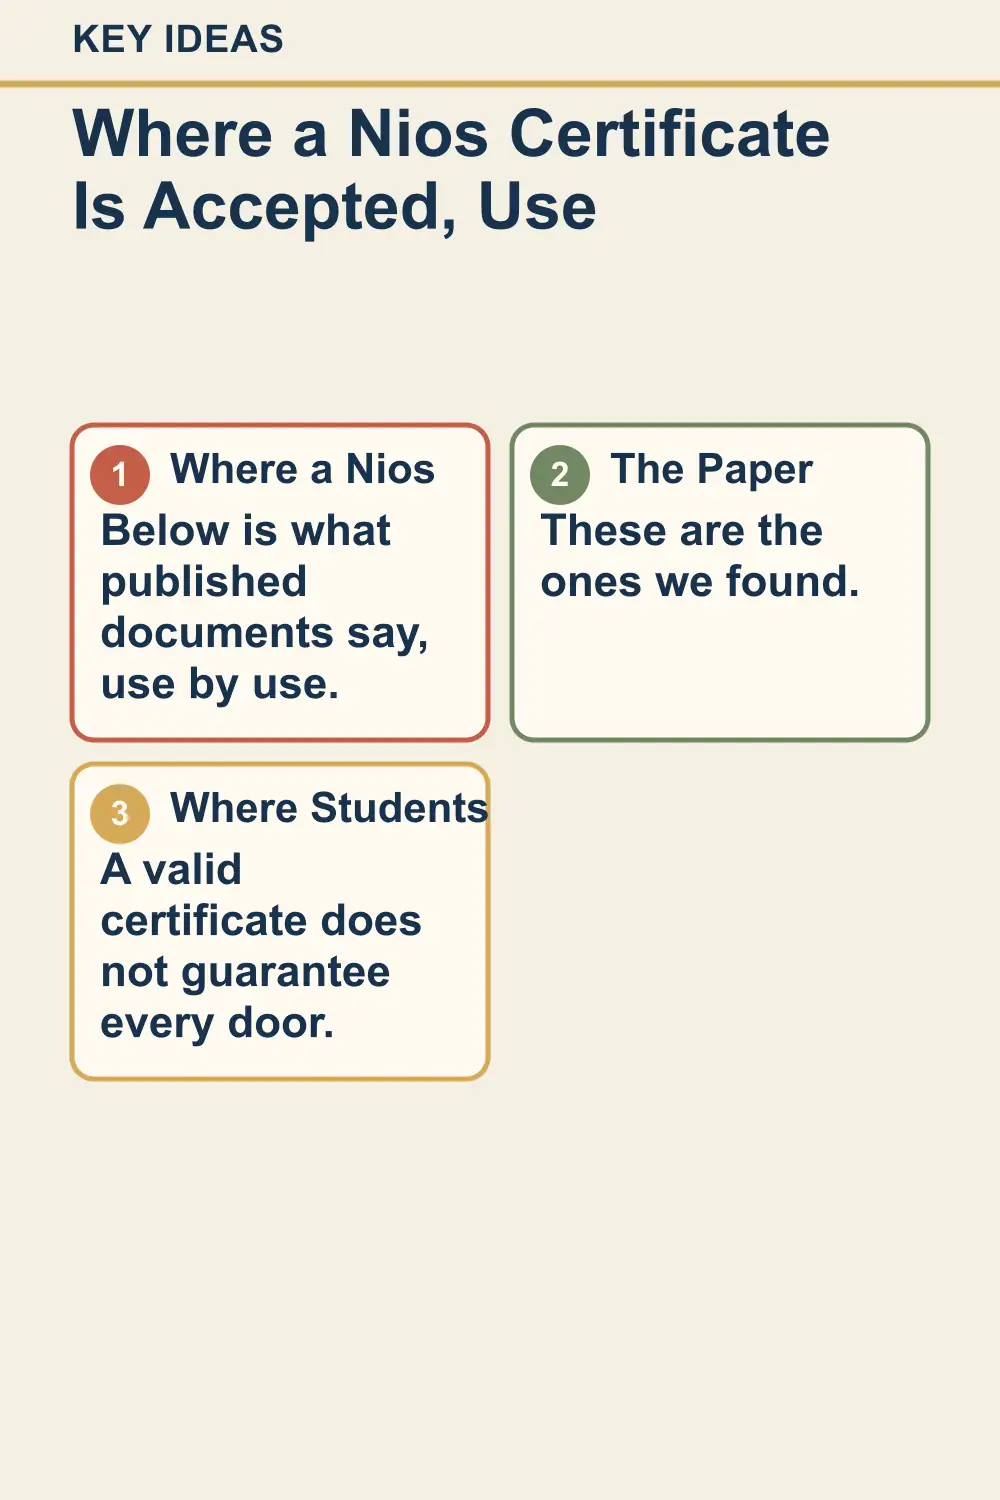 KEY IDEAS
Where a Nios Certificate
Is Accepted, Use
1 Where a Nios
Below is what
published
documents say,
use by use.
2 The Paper
These are the
ones we found.
3 Where Students
A valid
certificate does
not guarantee
every door.